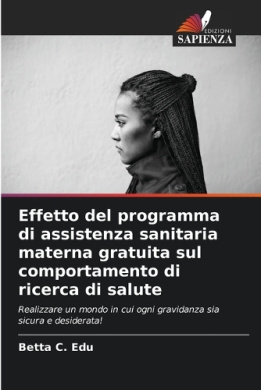 EDIZIONI
SAPIENZA
Effetto del programma
di assistenza sanitaria
materna gratuita sul
comportamento di
ricerca di salute
Realizzare un mondo in cui ogni gravidanza sia
sicura e desiderata!
Betta C. Edu